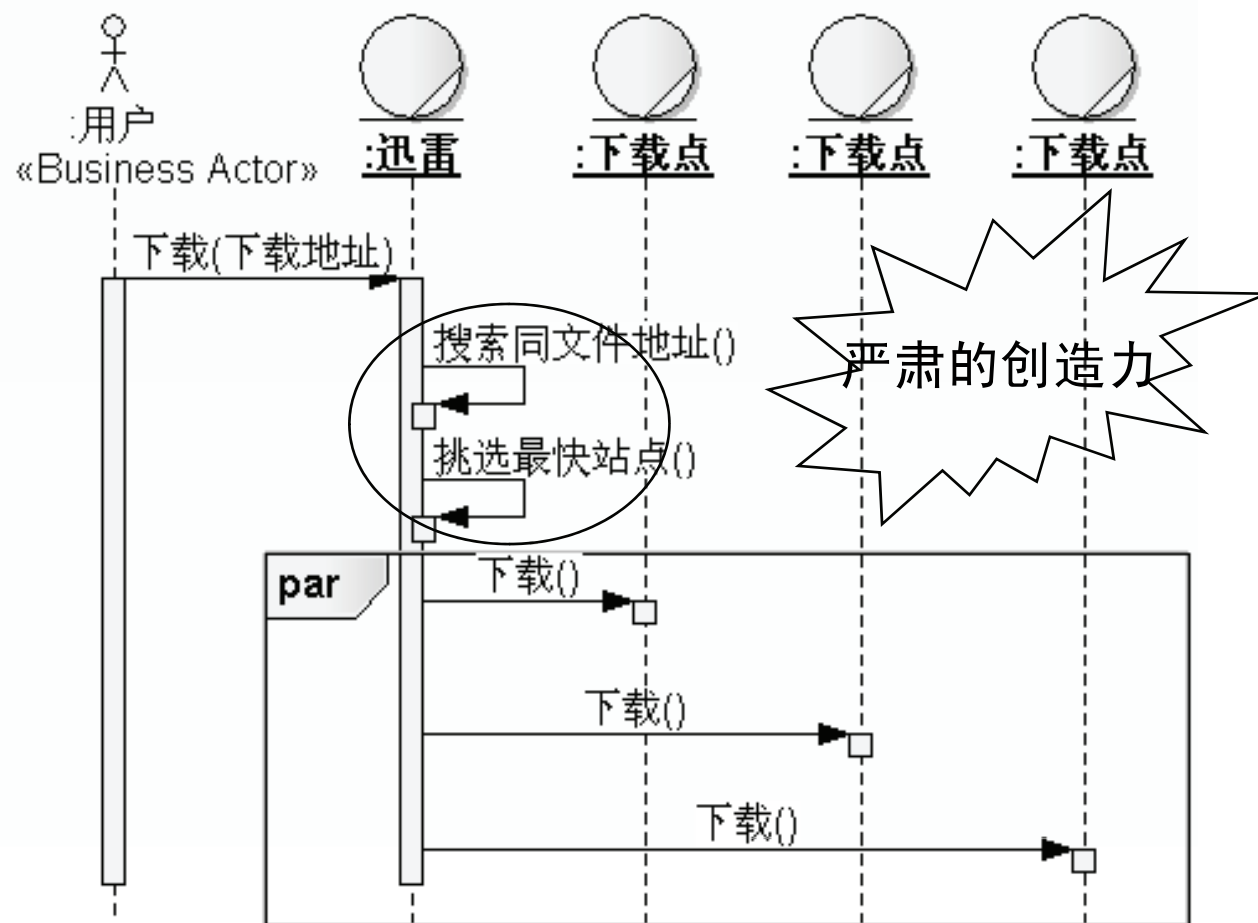 :用户
«Business Actor»
:迅雷
:下载点
:下载点
:下载点
下载(下载地址)
搜索同文件地址()
严肃的创造力
挑选最快站点()
par
下载()
下载()
下载()